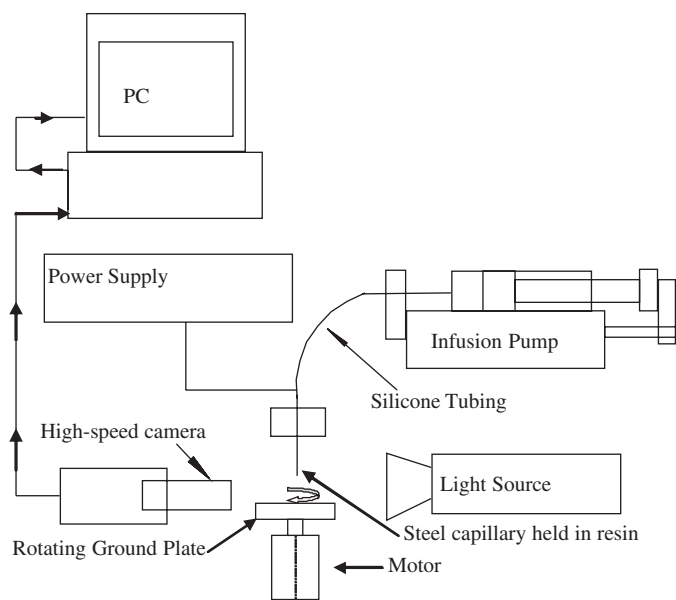 PC
Power Supply
Infusion Pump
Silicone Tubing
High-speed camera
Light Source
Steel capillary held in resin
Rotating Ground Plate
Motor